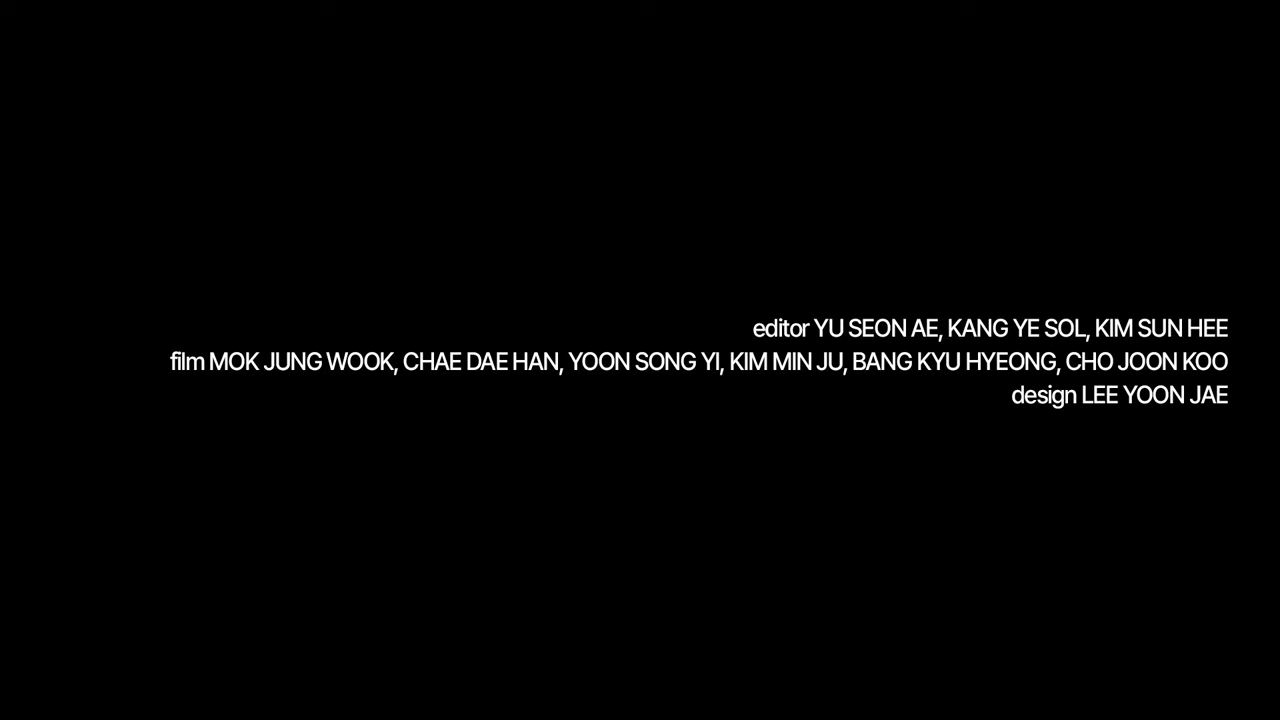 editor YU SEON AE, KANG YE SOL, KIM SUN HEE
film MOK JUNG WOOK, CHAE DAE HAN, YOON SONG YI, KIM MIN JU, BANG KYU HYEONG, CHO JOON KOO
design LEE YOON JAE